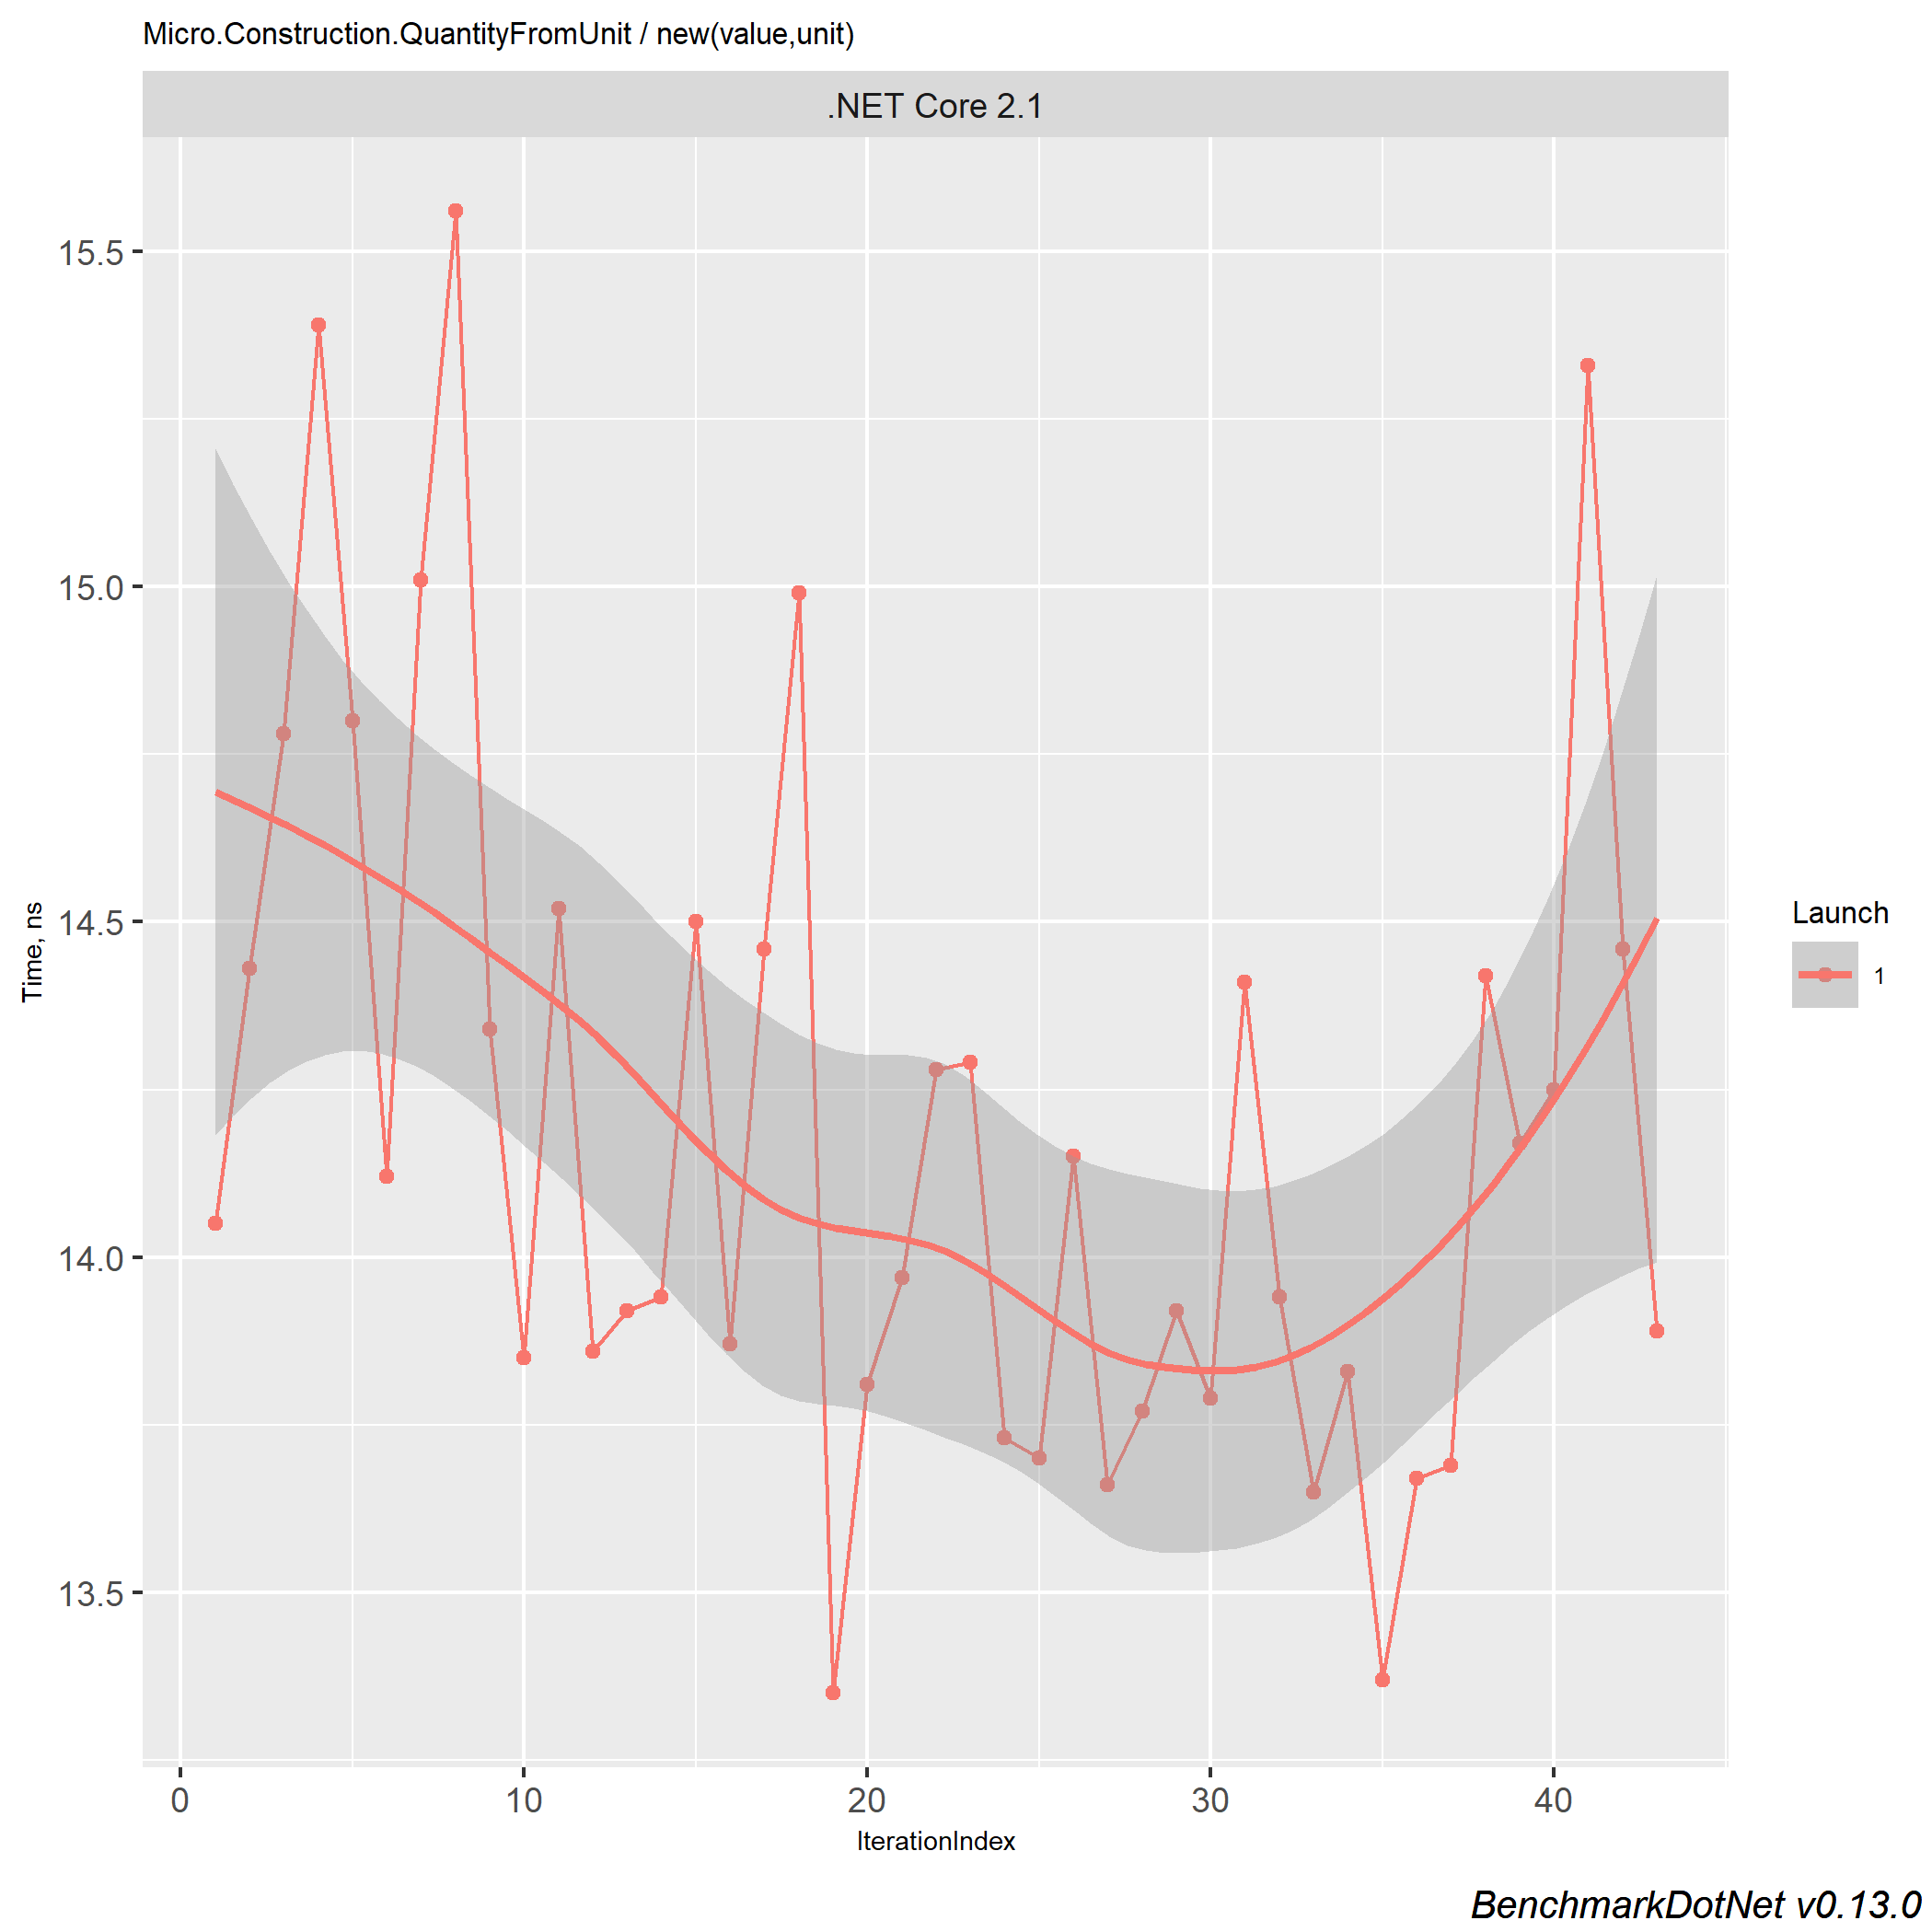 Micro.Construction.QuantityFromUnit / new(value,unit)
.NET Core 2.1
15.5
15.0
14.5
14.0
13.5
Time, ns
0 10 20 30 40
IterationIndex
Launch
1
BenchmarkDotNet v0.13.0